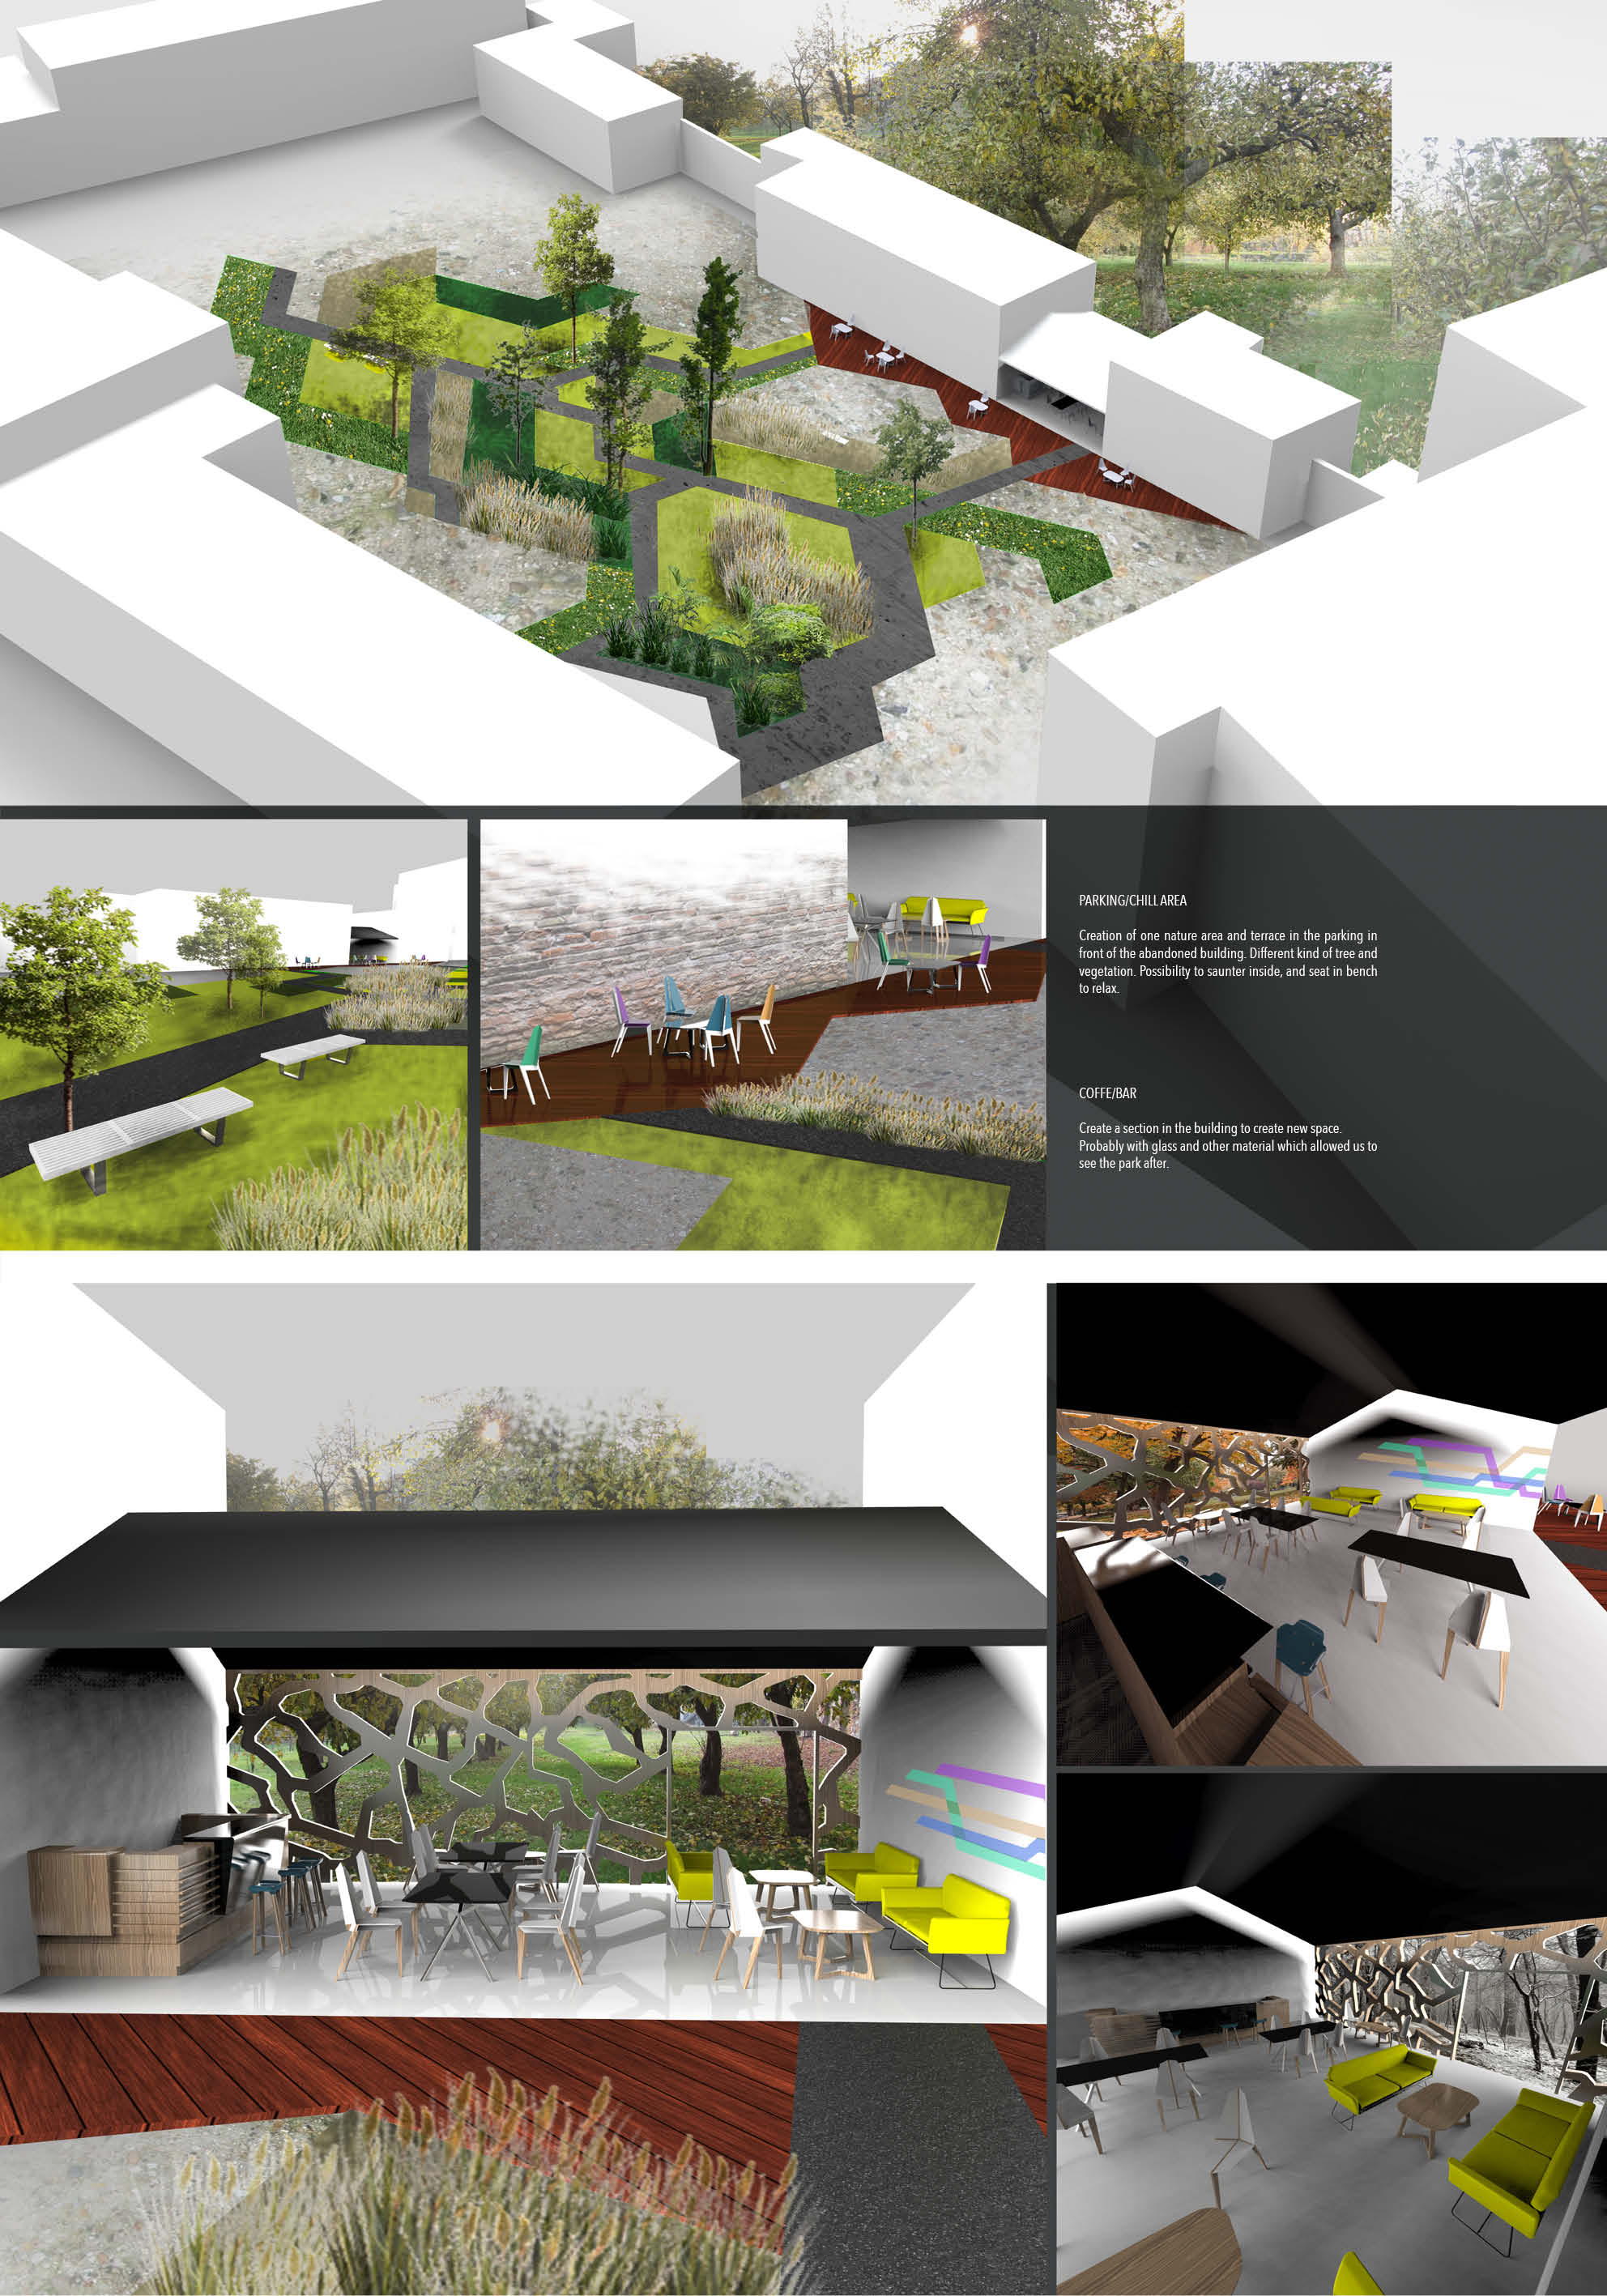 PARKING/CHILL AREA
Creation of one nature area and terrace in the parking in
front of the abandoned building. Different kind of tree and
vegetation. Possibility to saunter inside, and seat in bench
to relax.
COFFE/BAR
Create a section in the building to create new space.
Probably with glass and other material which allowed us to
see the park after.